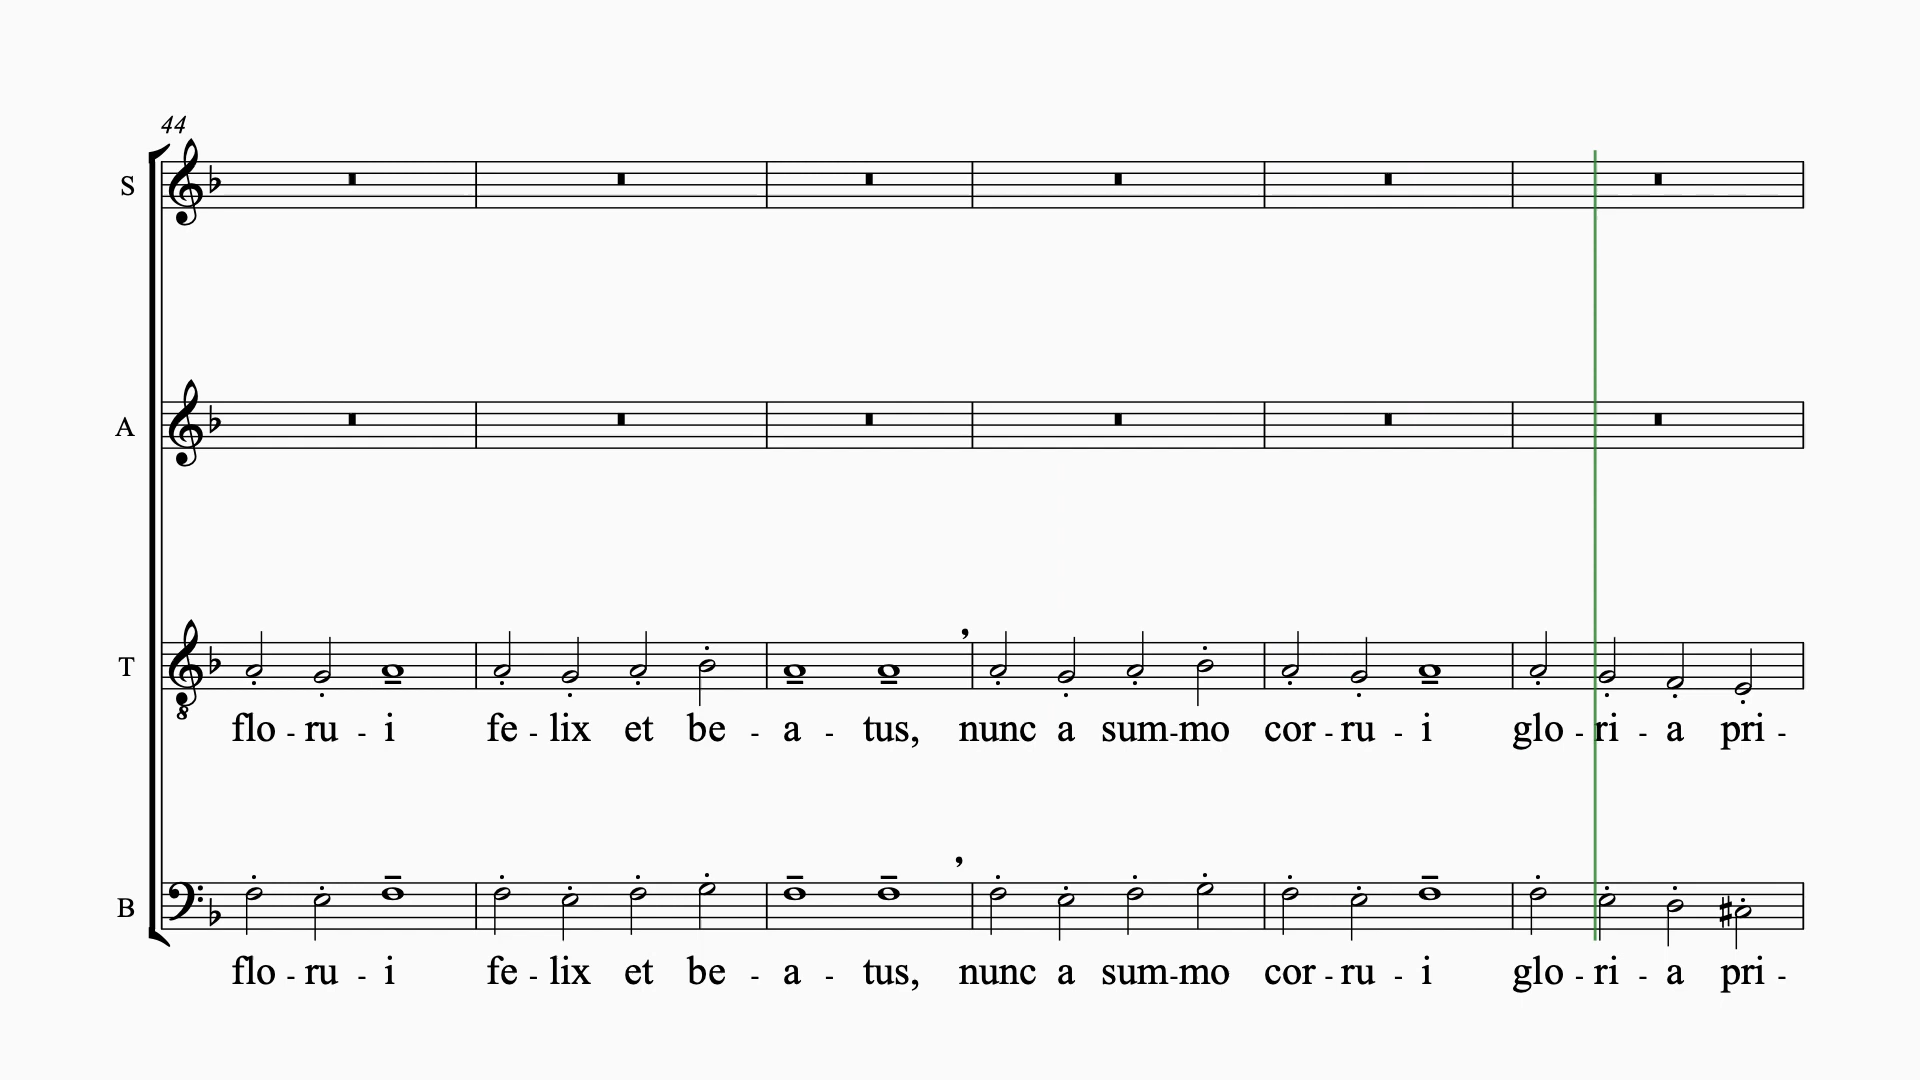 44
S
A
T
flo - ru - i fe - lix et be - a - tus, nunc a sum-mo cor - ru - i glo - ri - a pri -
B
flo - ru - i fe - lix et be - a - tus, nunc a sum-mo cor - ru - i glo - ri - a pri -